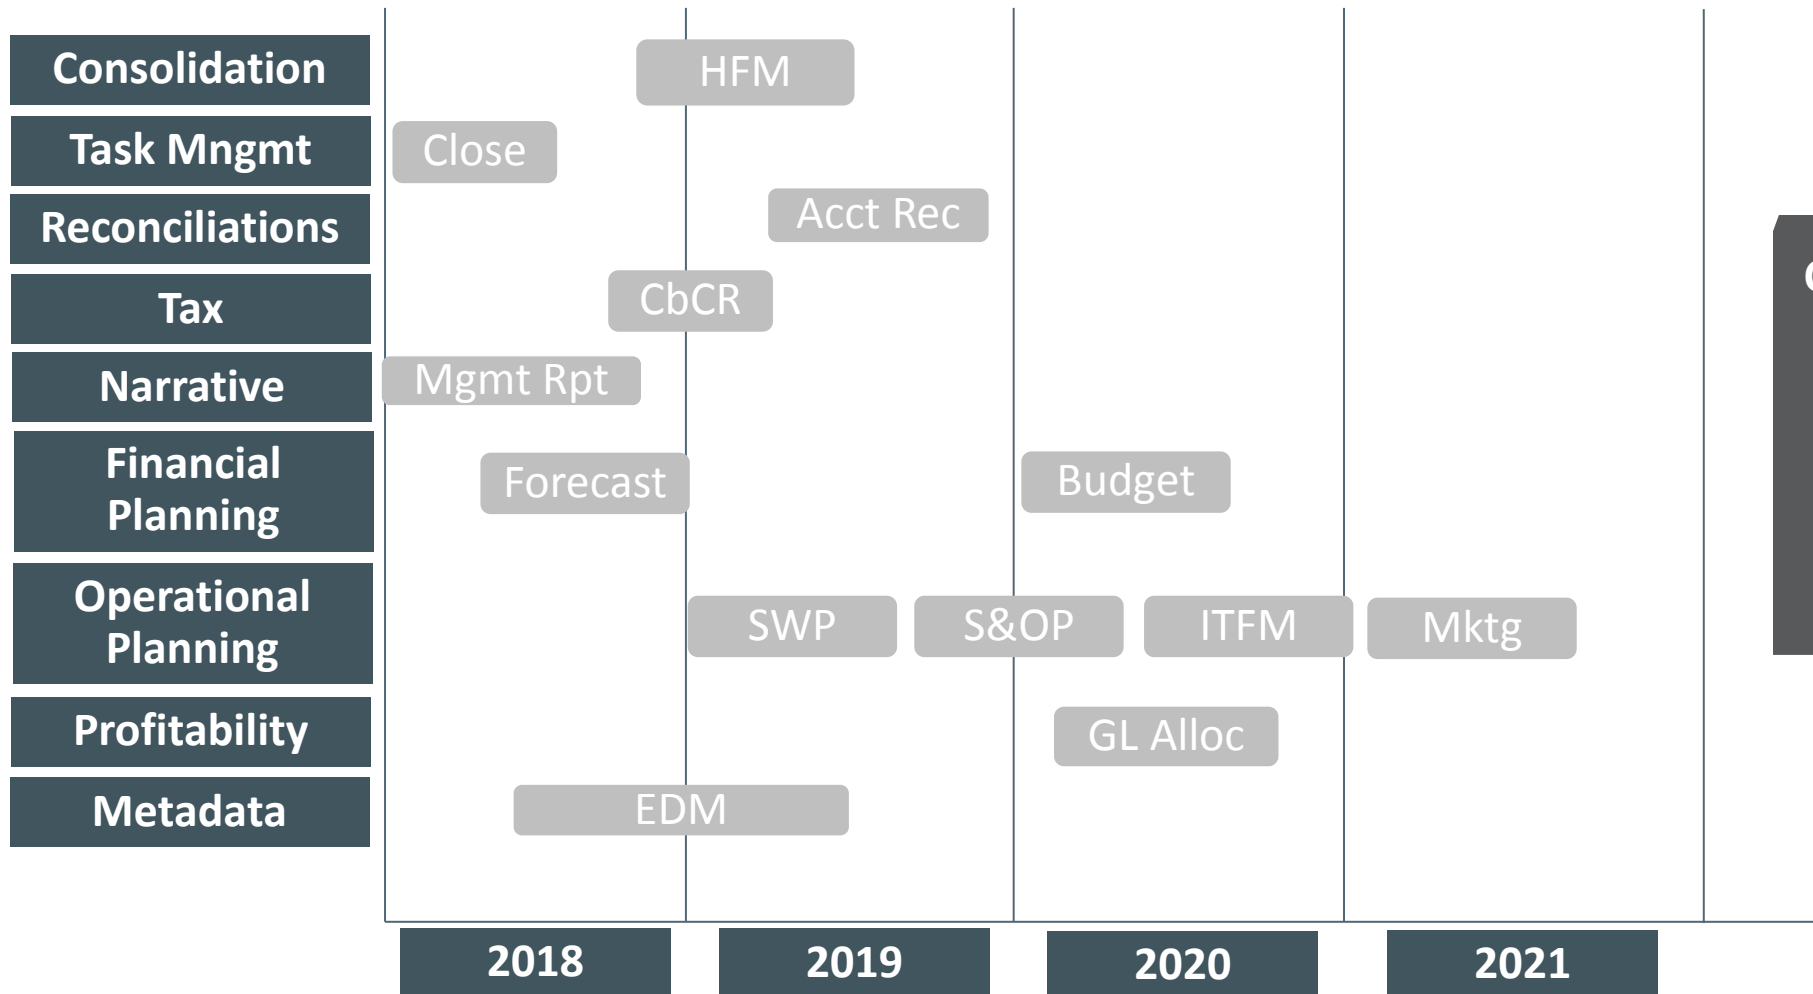 Consolidation
HFM
Task Mngmt
Close
Reconciliations
Acct Rec
Tax
CbCR
Narrative
Mgmt Rpt
Financial
Planning
Forecast
Budget
Operational
Planning
SWP
S&OP
ITFM
Mktg
Profitability
GL Alloc
Metadata
EDM
2018
2019
2020
2021